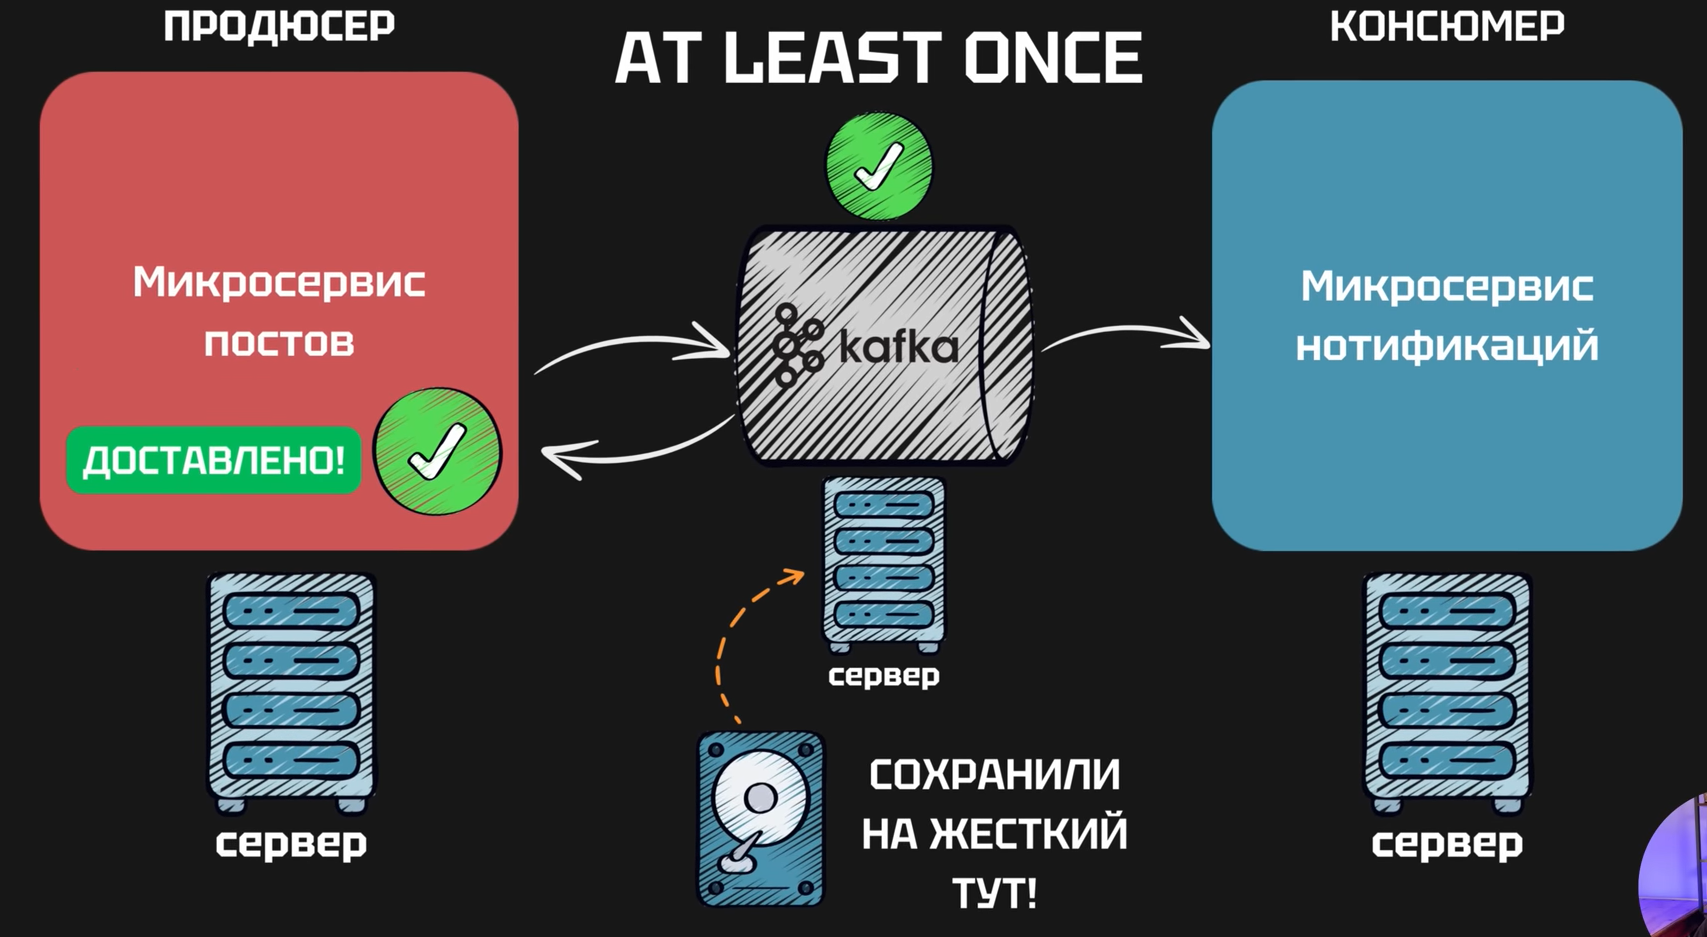 ПРОДЮСЕР
AT LEAST ONCE
КОНСЮМЕР
Микросервис
постов
ДОСТАВЛЕНО!
kafka
Микросервис
нотификаций
сервер
сервер
СОХРАНИЛИ
НА ЖЕСТКИЙ
ТУТ!
сервер